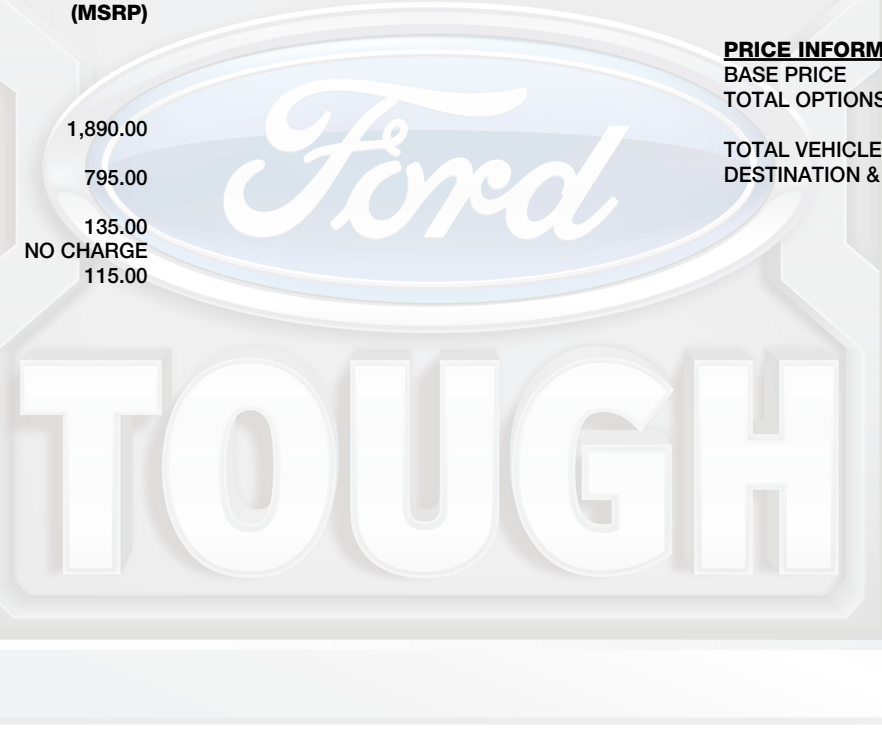 (MSRP)
1,890.00
795.00
135.00
NO CHARGE
115.00
PRICE INFORM
BASE PRICE
TOTAL OPTIONS
TOTAL VEHICLE
DESTINATION &
Ford
TOUGH